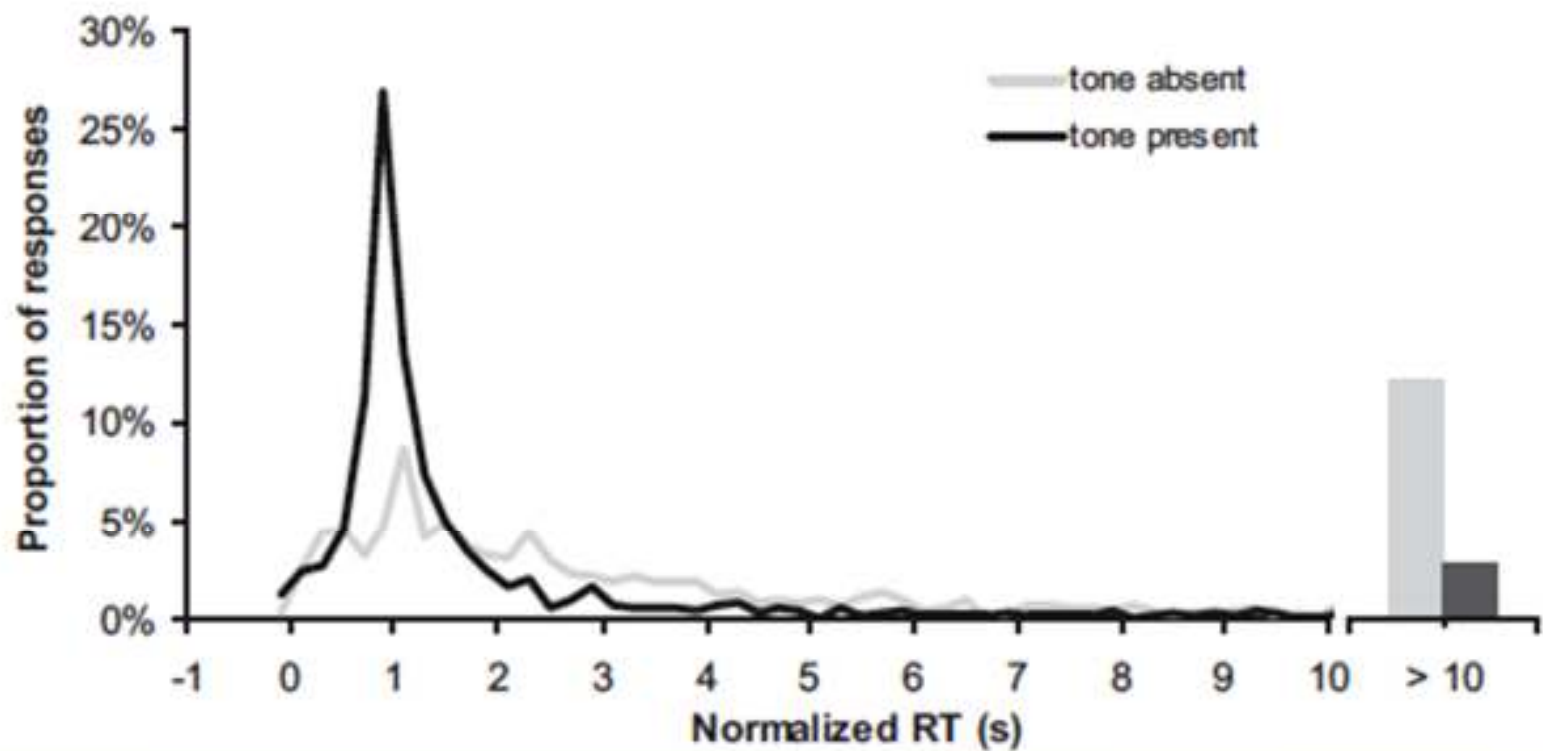 30%
25%
20%
15%
10%
5%
0%
Proportion of responses
tone absent
tone present
-1 0 1 2 3 4 5 6 7 8 9 10 > 10
Normalized RT (s)